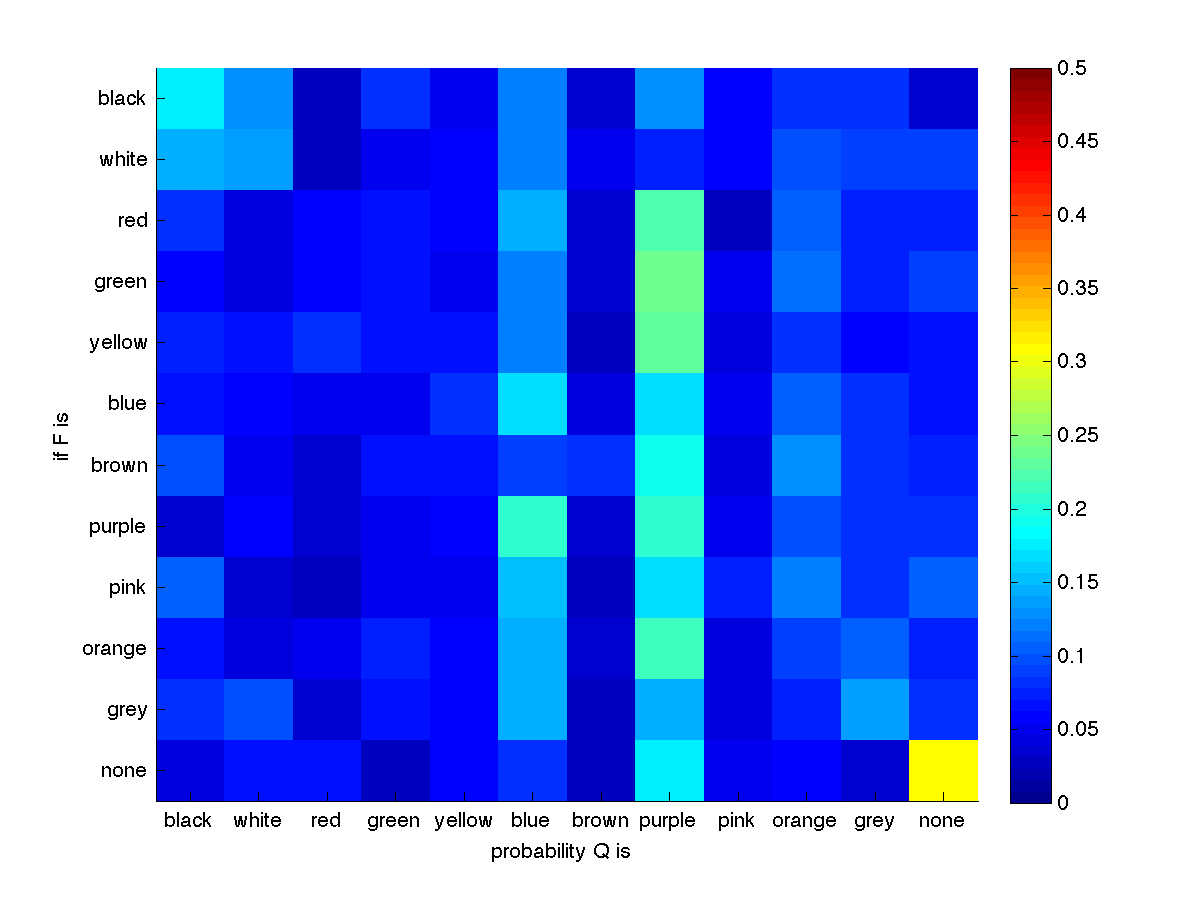 black
white
red
green
yellow
blue
brown
purple
pink
orange
grey
none
if F is
black white red green yellow blue brown purple pink orange grey none
probability Q is
0.5
0.45
0.4
0.35
0.3
0.25
0.2
0.15
0.1
0.05
0